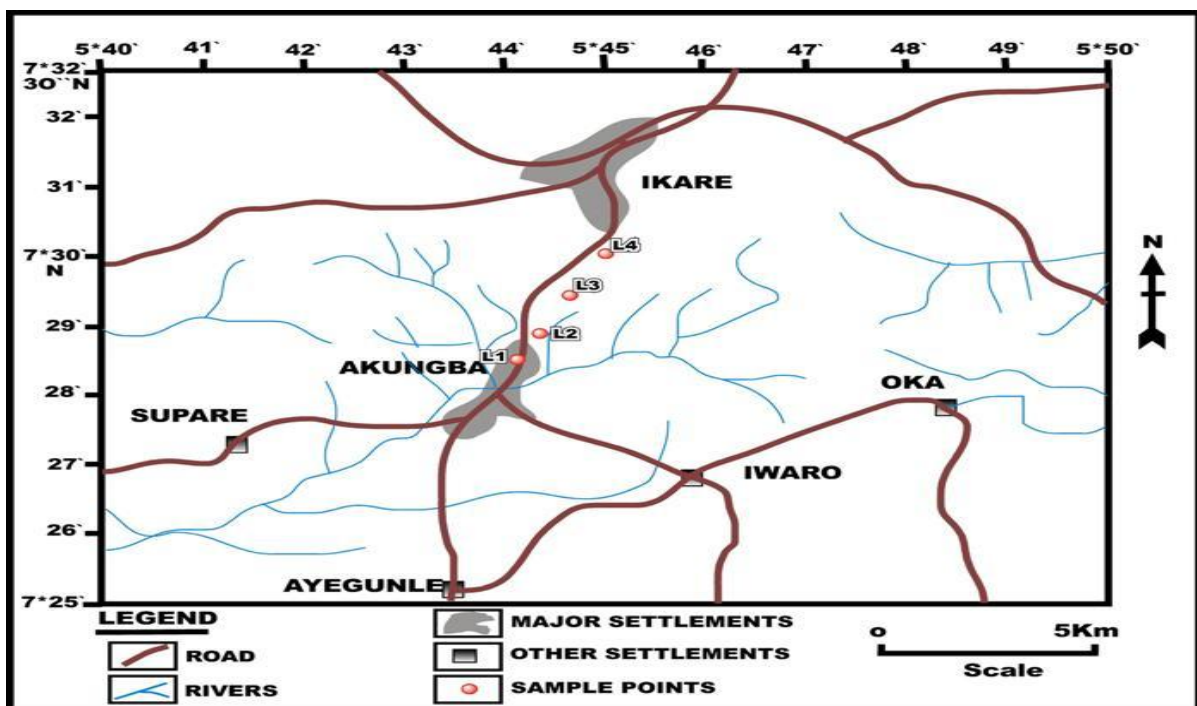 5*40` 41` 42` 43` 44` 5*45` 46` 47` 48` 49` 5*50`
7*32
30``N
32`
31`
IKARE
7*30`
N
L4
N
L3
29`
L2
L1
AKUNGBA
28`
OKA
SUPARE
27`
IWARO
26`
AYEGUNLE
7*25`
LEGEND
ROAD
RIVERS
MAJOR SETTLEMENTS
OTHER SETTLEMENTS
SAMPLE POINTS
o 5Km
Scale